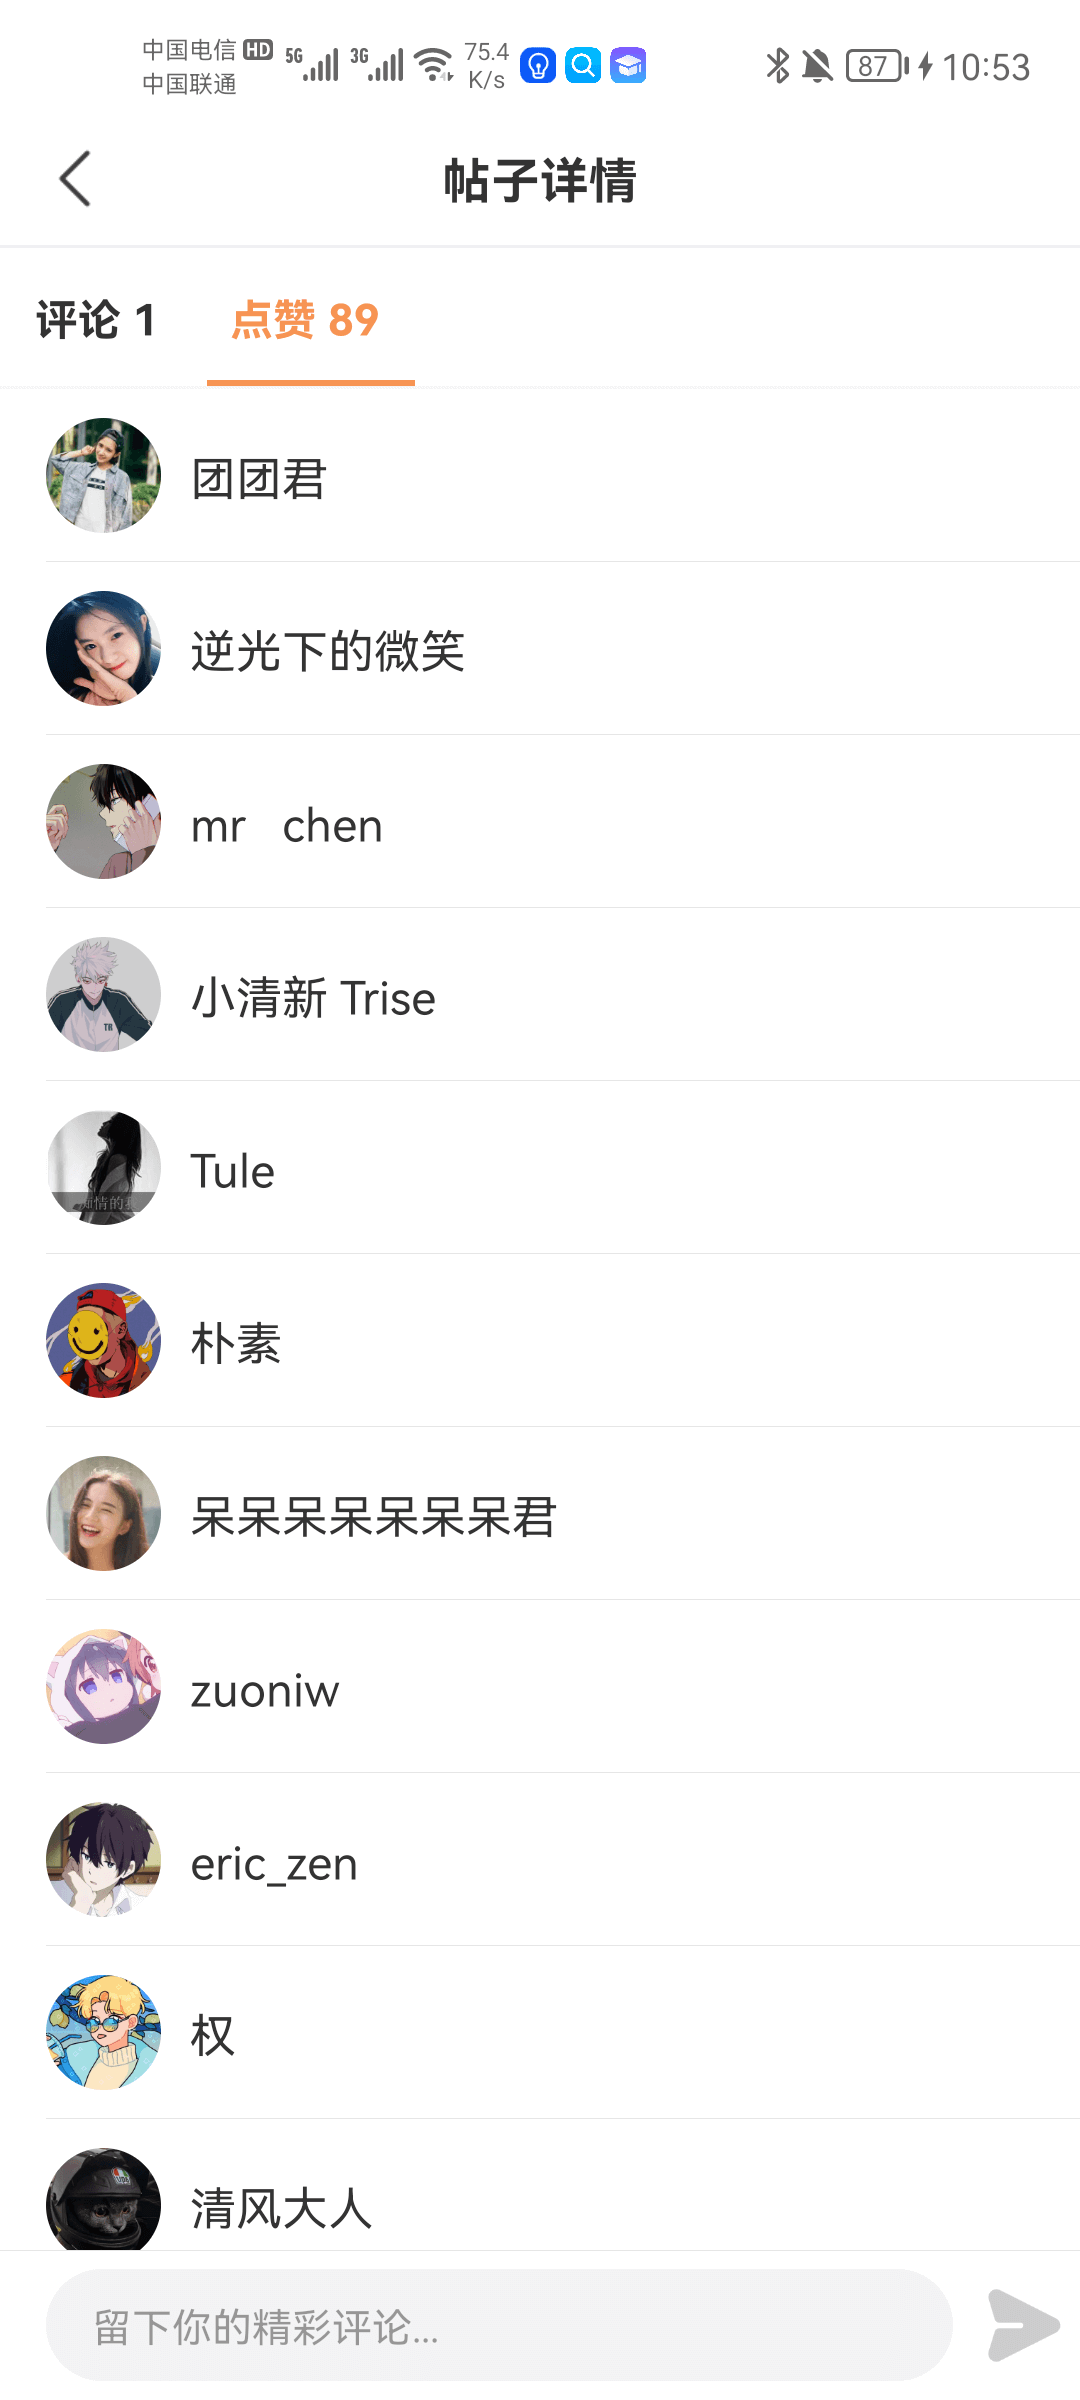 中国电信 HD 5G 3G 75.4 K/s 87 10:53
中国联通
帖子详情
评论 1 点赞 89
团团君
逆光下的微笑
mr chen
小清新 Trise
Tule
朴素
呆呆呆呆呆呆呆君
zuoniw
eric_zen
权
清风大人
留下你的精彩评论...